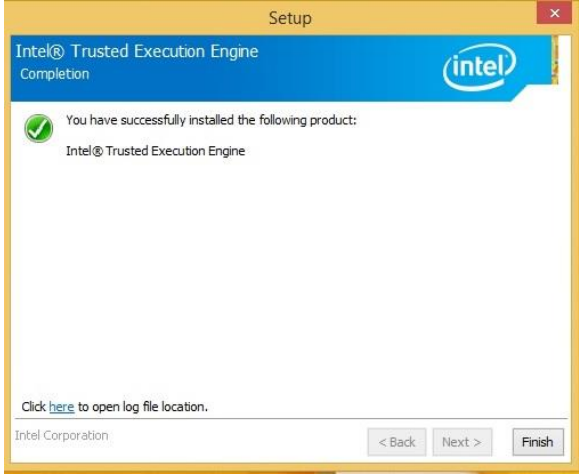 Setup
Intel® Trusted Execution Engine
Completion
intel
You have successfully installed the following product:
Intel® Trusted Execution Engine
Click here to open log file location.
Intel Corporation
< Back Next > Finish